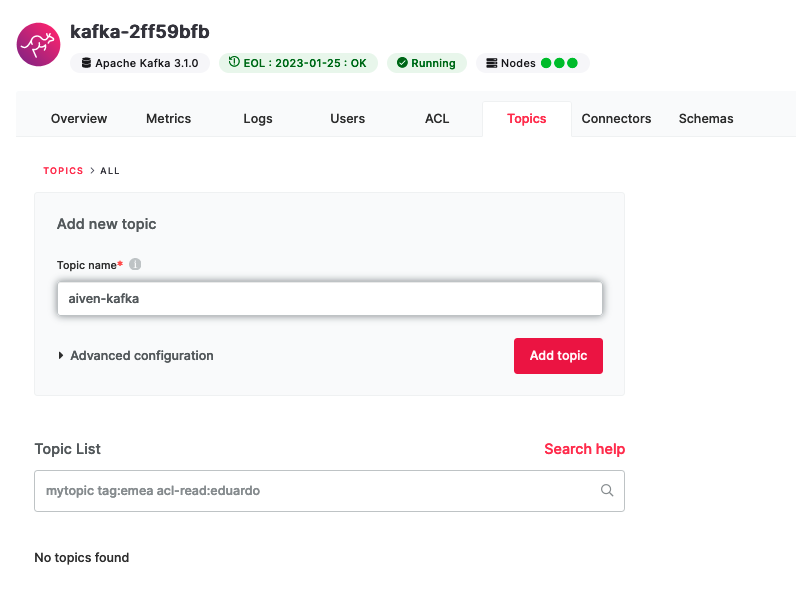 kafka-2ff59bfb
Apache Kafka 3.1.0 EOL : 2023-01-25 : OK Running Nodes
Overview Metrics Logs Users ACL Topics Connectors Schemas
TOPICS > ALL
Add new topic
Topic name*
aiven-kafka
Advanced configuration Add topic
Topic List Search help
mytopic tag:emea acl-read:eduardo
No topics found